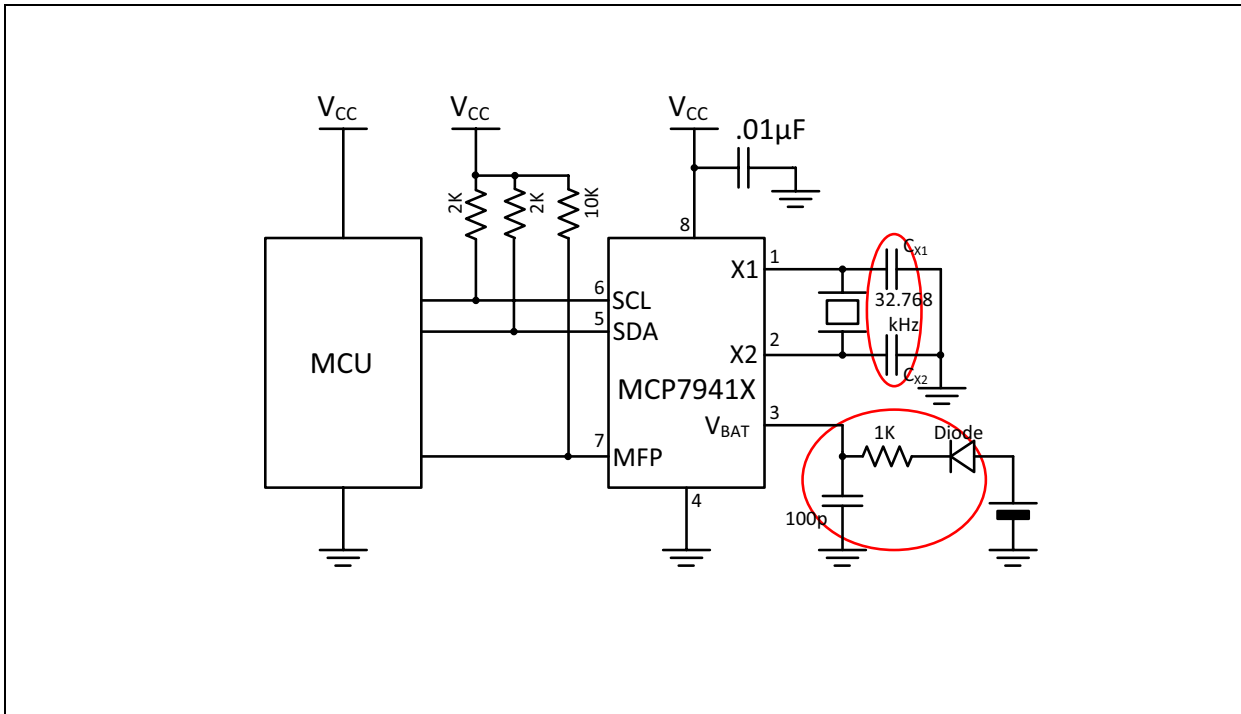 VCC
VCC
VCC
.01µF
2K
2K
10K
8
MCU
6
SCL
5
SDA
7
MFP
MCP7941X
X1
1
X2
2
VBAT
3
4
CX1
32.768
kHz
CX2
1K
Diode
100p